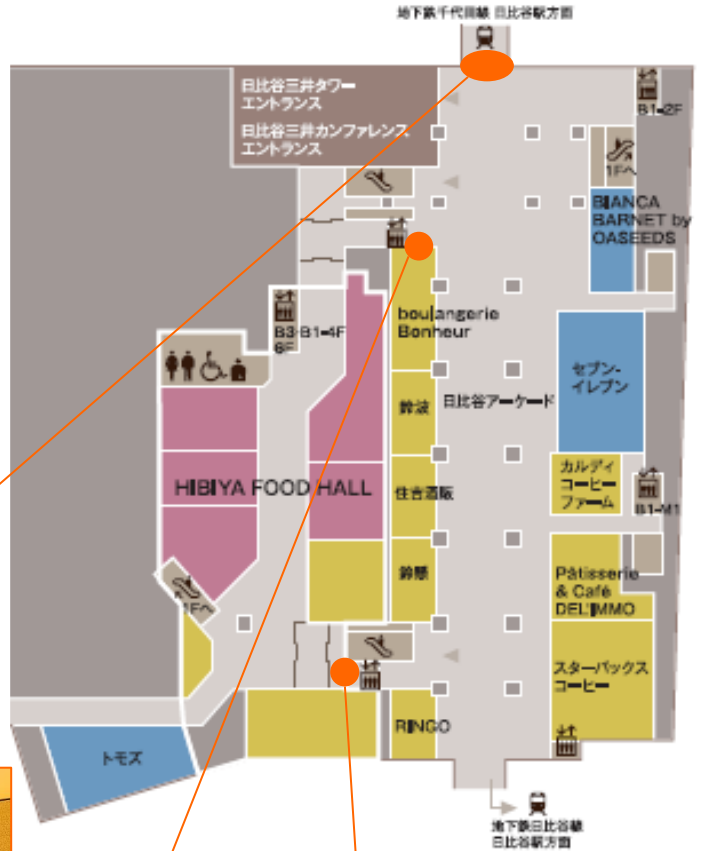 地下鉄千代田線 日比谷駅方面
日比谷三井タワー
エントランス
日比谷三井カンファレンス
エントランス
B1-2F
1Fへ
BIANCA
BARNET by
OASEEDS
B3-B1-4F
6F
boulangerie
Bonheur
セブン-
イレブン
鈴波
日比谷アーケード
HIBIYA FOOD HALL
住吉酒販
カルディ
コーヒー
ファーム
B1-M1
鈴懸
Pâtisserie
& Café
DEL'IMMO
1Fへ
スターバックス
コーヒー
RINGO
トモズ
地下鉄日比谷線
日比谷駅方面